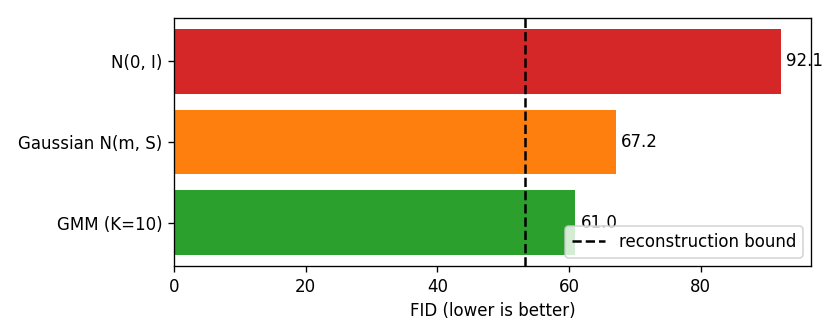 N(0, I)
92.1
Gaussian N(m, S)
67.2
GMM (K=10)
61.0
reconstruction bound
0 20 40 60 80
FID (lower is better)